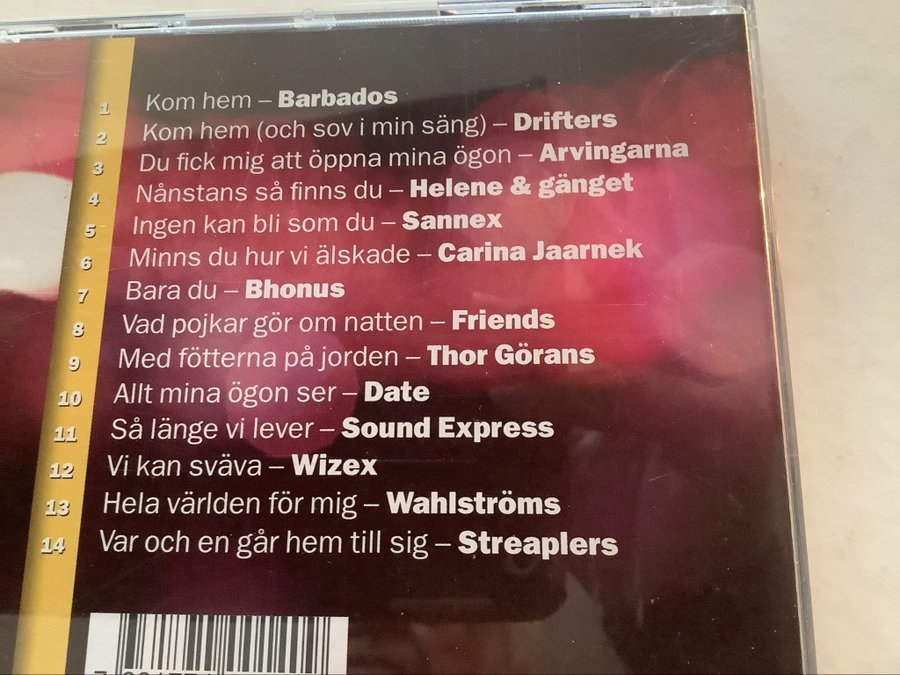 1 Kom hem – Barbados
2 Kom hem (och sov i min säng) – Drifters
3 Du fick mig att öppna mina ögon – Arvingarna
4 Nånstans så finns du – Helene & gänget
5 Ingen kan bli som du – Sannex
6 Minns du hur vi älskade – Carina Jaarnek
7 Bara du – Bhonus
8 Vad pojkar gör om natten – Friends
9 Med fötterna på jorden – Thor Görans
10 Allt mina ögon ser – Date
11 Så länge vi lever – Sound Express
12 Vi kan sväva – Wizex
13 Hela världen för mig – Wahlströms
14 Var och en går hem till sig – Streaplers